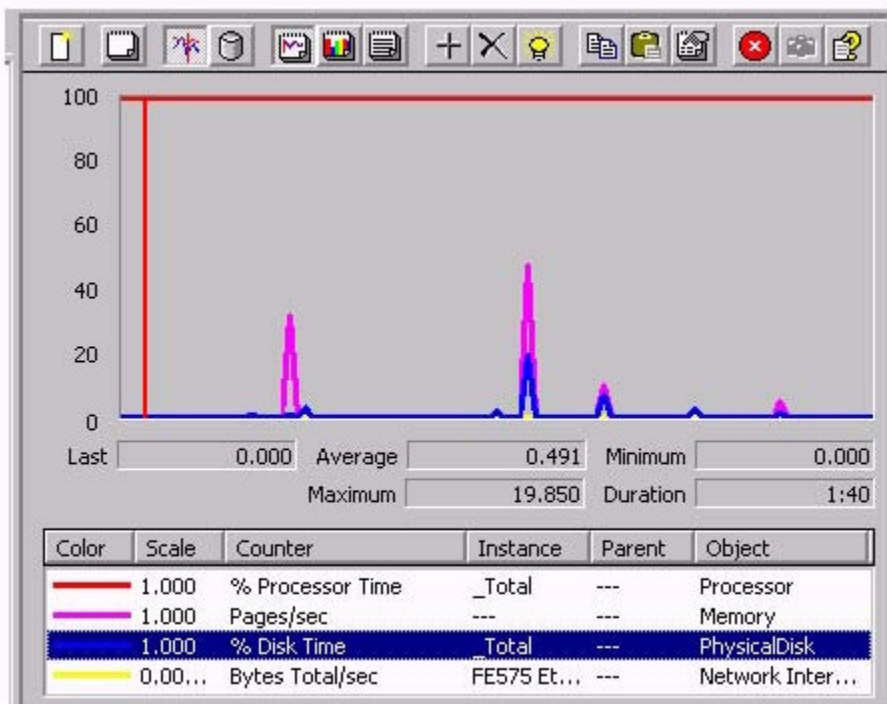 100
80
60
40
20
0
Last 0.000 Average 0.491 Minimum 0.000
Maximum 19.850 Duration 1:40
Color Scale Counter Instance Parent Object
1.000 % Processor Time _Total --- Processor
1.000 Pages/sec --- --- Memory
1.000 % Disk Time _Total --- PhysicalDisk
0.00... Bytes Total/sec FE575 Et... --- Network Inter...